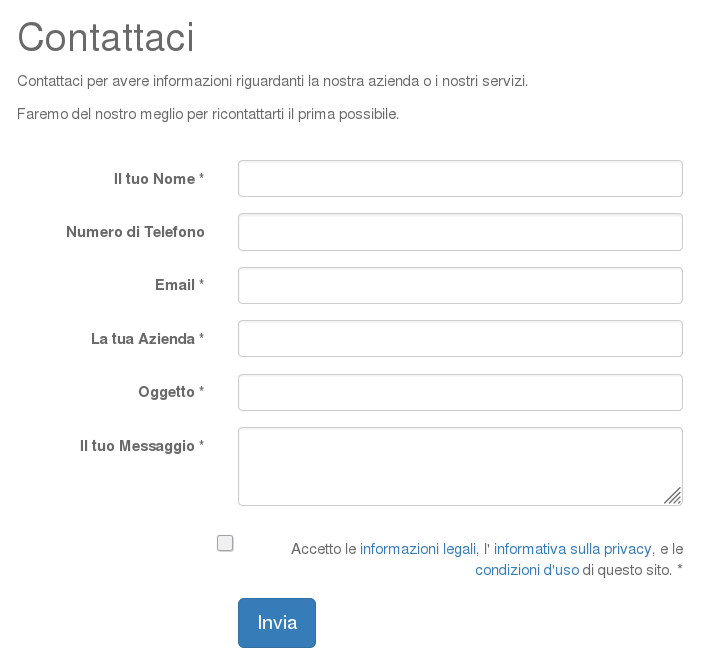 Contattaci
Contattaci per avere informazioni riguardanti la nostra azienda o i nostri servizi.
Faremo del nostro meglio per ricontattarti il prima possibile.
Il tuo Nome *
Numero di Telefono
Email *
La tua Azienda *
Oggetto *
Il tuo Messaggio *
Accetto le informazioni legali, l' informativa sulla privacy, e le
condizioni d'uso di questo sito. *
Invia